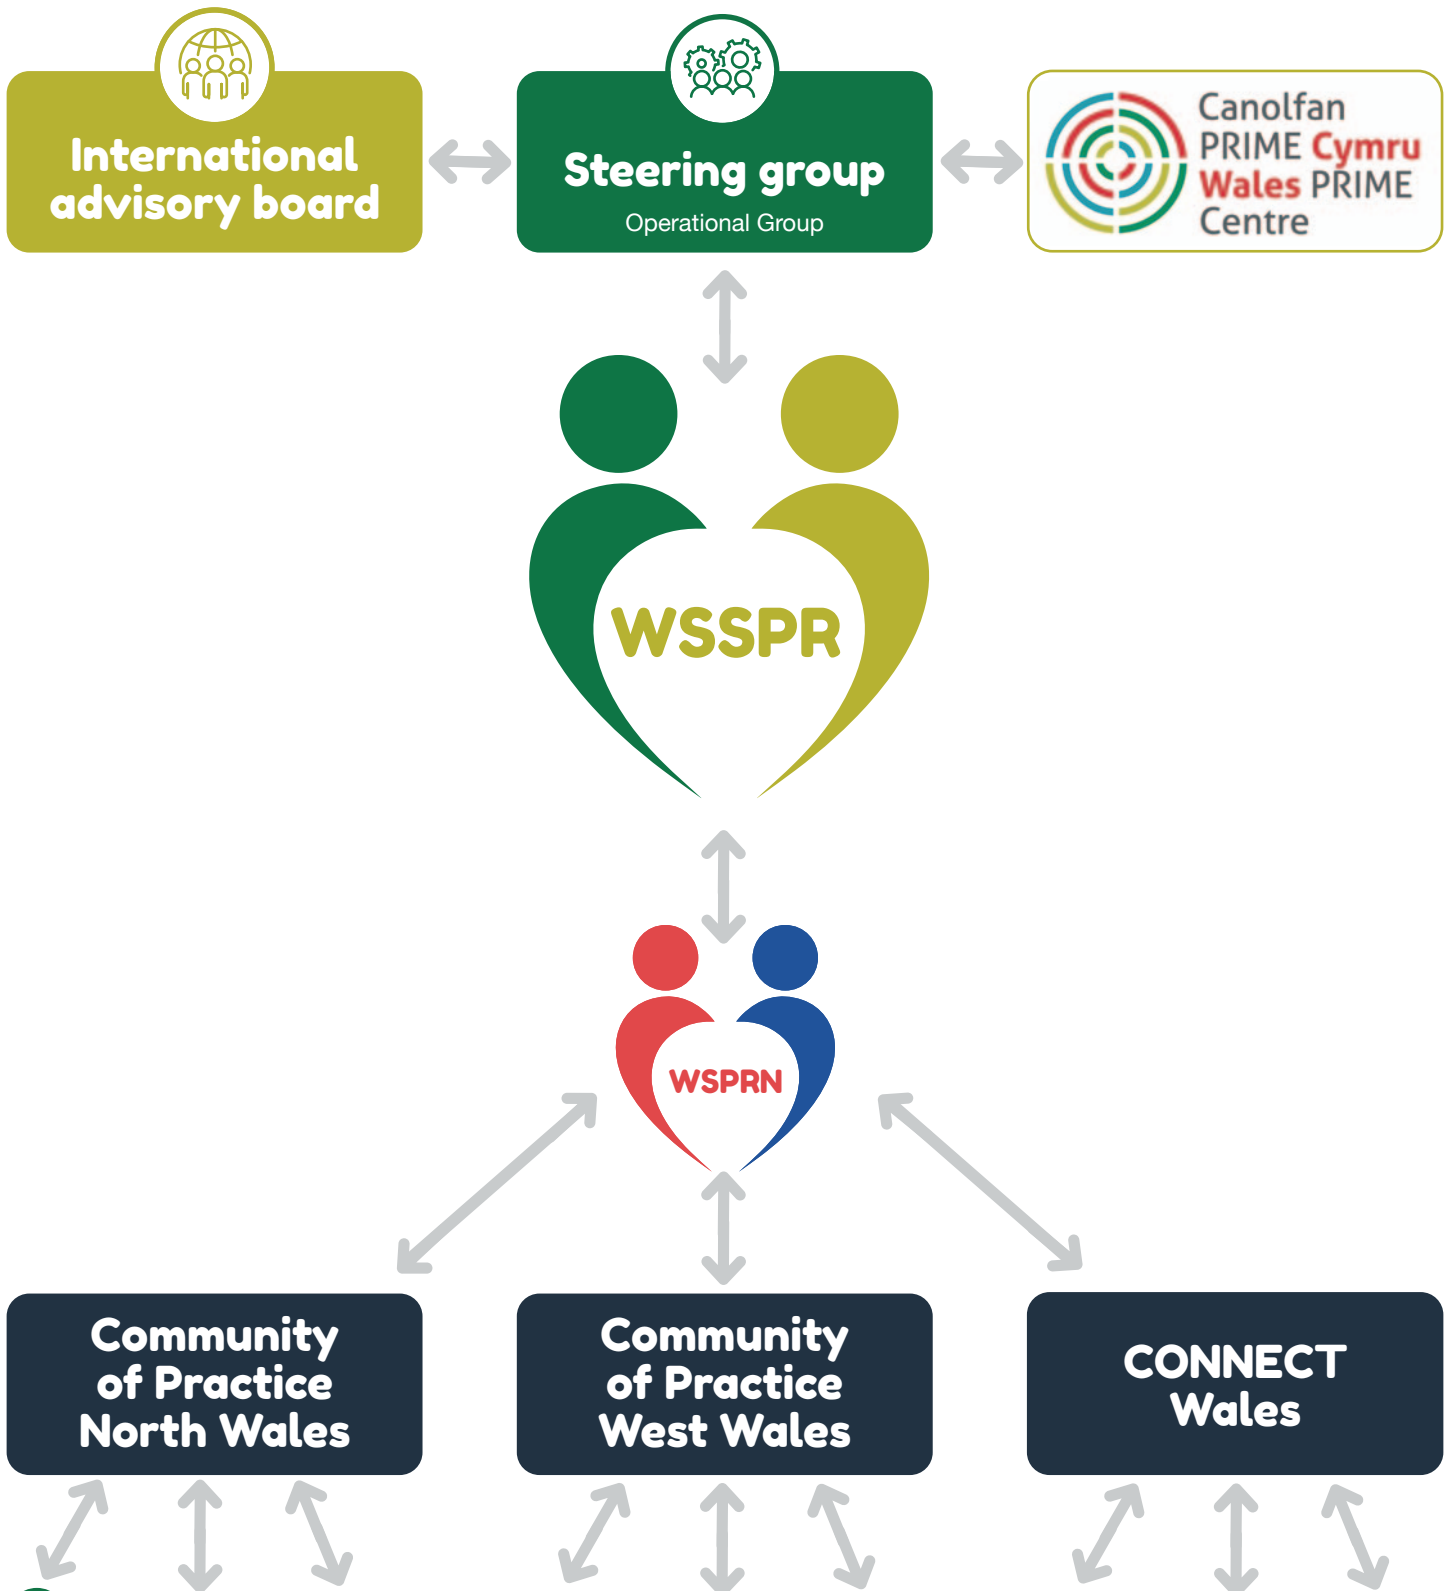 International
advisory board
Steering group
Operational Group
Canolfan
PRIME Cymru
Wales PRIME
Centre
WSSPR
WSPRN
Community
of Practice
North Wales
Community
of Practice
West Wales
CONNECT
Wales